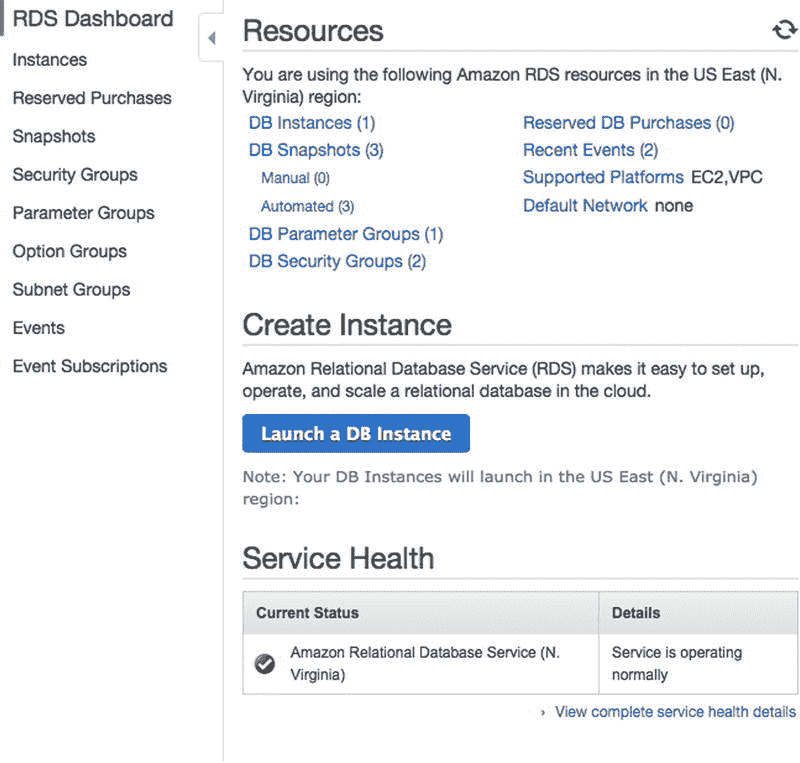 RDS Dashboard
Instances
Reserved Purchases
Snapshots
Security Groups
Parameter Groups
Option Groups
Subnet Groups
Events
Event Subscriptions
Resources
You are using the following Amazon RDS resources in the US East (N.
Virginia) region:
DB Instances (1)
DB Snapshots (3)
Manual (0)
Automated (3)
DB Parameter Groups (1)
DB Security Groups (2)
Reserved DB Purchases (0)
Recent Events (2)
Supported Platforms EC2,VPC
Default Network none
Create Instance
Amazon Relational Database Service (RDS) makes it easy to set up,
operate, and scale a relational database in the cloud.
Launch a DB Instance
Note: Your DB Instances will launch in the US East (N. Virginia)
region:
Service Health
Current Status Details
Amazon Relational Database Service (N. Service is operating
Virginia) normally
› View complete service health details